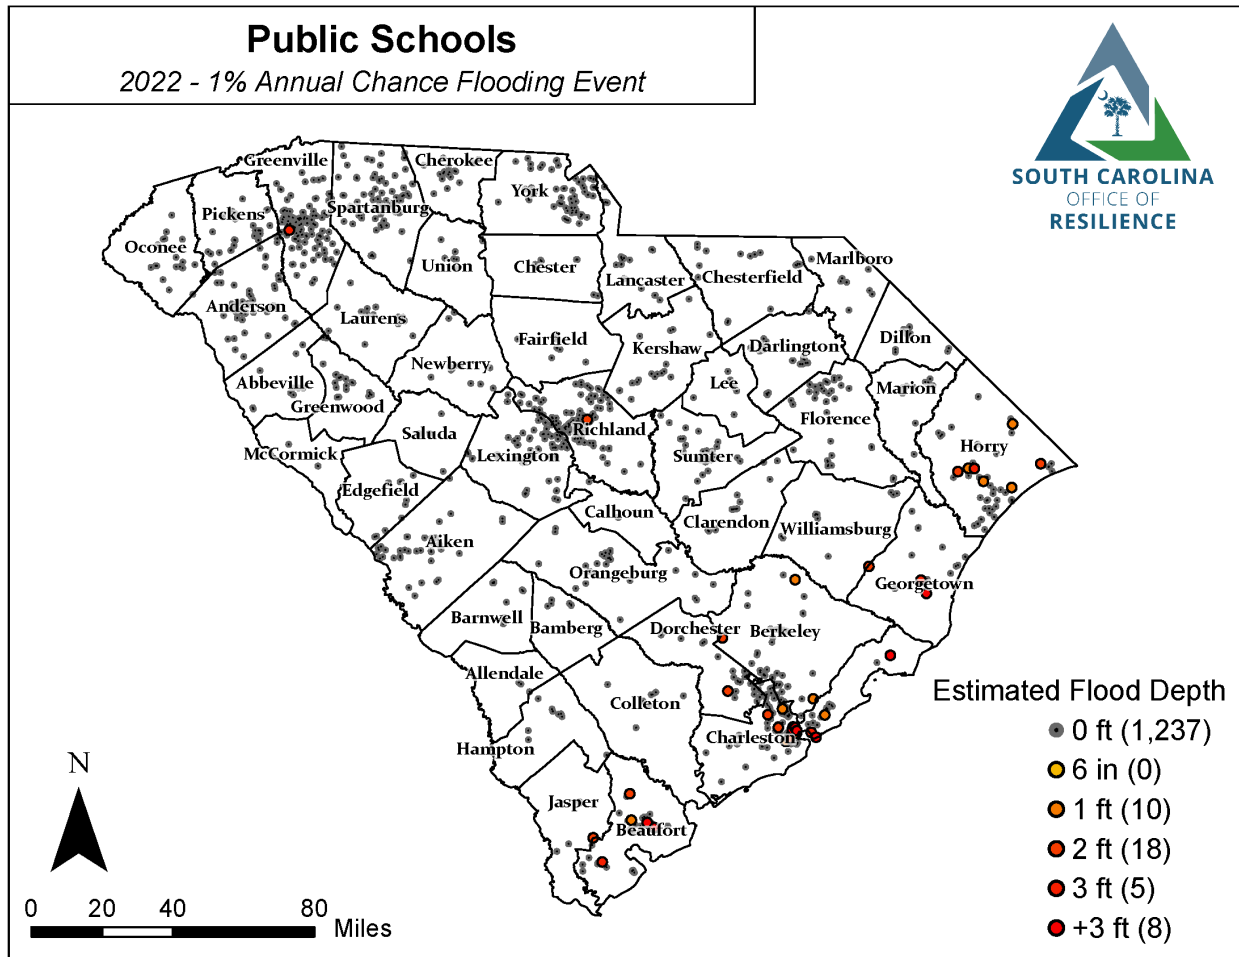 Public Schools
2022 - 1% Annual Chance Flooding Event
SOUTH CAROLINA
OFFICE OF
RESILIENCE
Greenville
Cherokee
York
Pickens
Spartanburg
Oconee
Union
Chester
Lancaster
Chesterfield
Marlboro
Anderson
Laurens
Fairfield
Kershaw
Darlington
Dillon
Newberry
Abbeville
Greenwood
Lee
Marion
Saluda
Richland
Florence
Horry
McCormick
Lexington
Sumter
Edgefield
Calhoun
Clarendon
Williamsburg
Aiken
Orangeburg
Georgetown
Barnwell
Bamberg
Dorchester
Berkeley
Allendale
Colleton
Hampton
Charleston
Jasper
Beaufort
Estimated Flood Depth
0 ft (1,237)
6 in (0)
1 ft (10)
2 ft (18)
3 ft (5)
+3 ft (8)
N
0 20 40 80
Miles